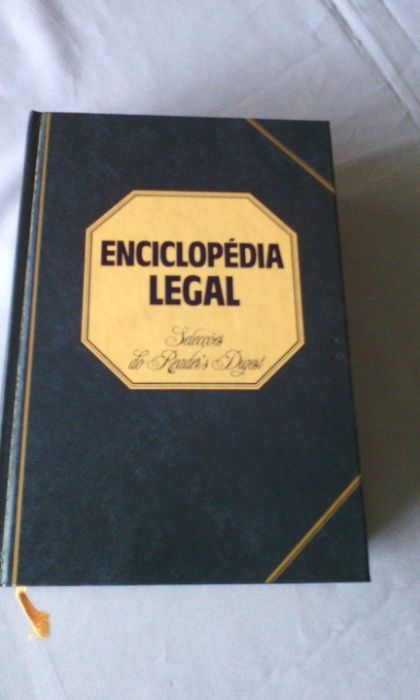 ENCICLOPÉDIA
LEGAL
Selecções
do Reader's Digest